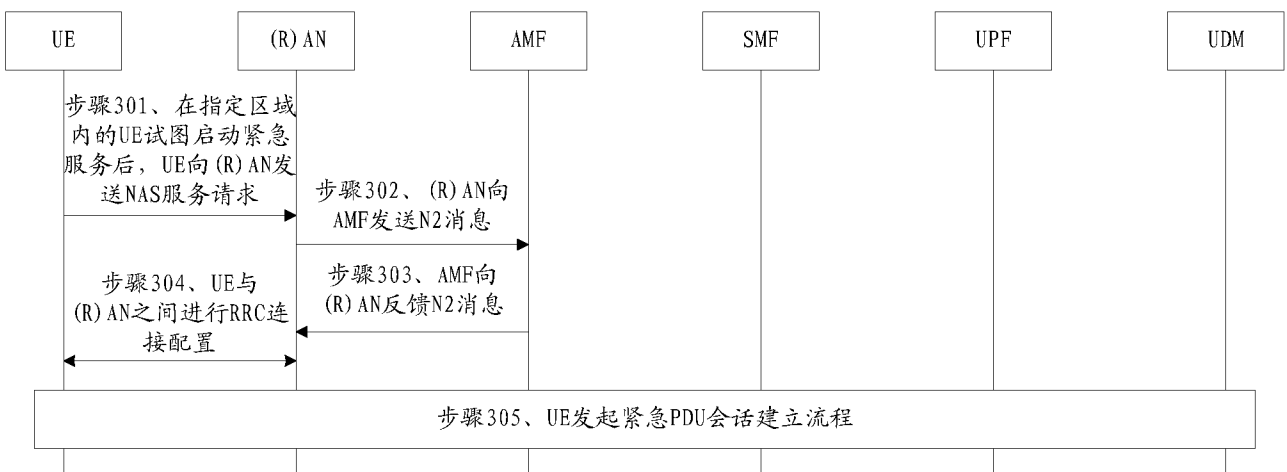 UE
(R)AN
AMF
SMF
UPF
UDM
步骤301、在指定区域
内的UE试图启动紧急
服务后，UE向(R)AN发
送NAS服务请求
步骤302、(R)AN向
AMF发送N2消息
步骤303、AMF向
(R)AN反馈N2消息
步骤304、UE与
(R)AN之间进行RRC连
接配置
步骤305、UE发起紧急PDU会话建立流程